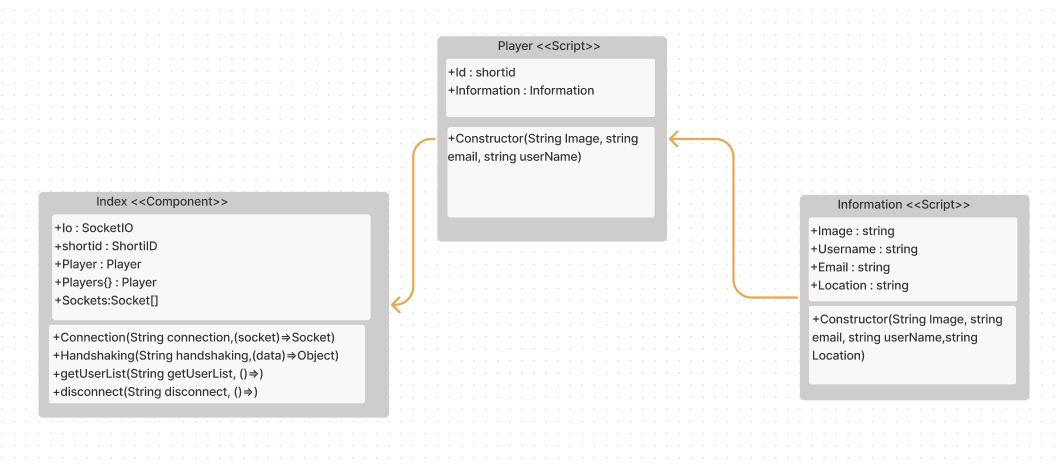 Player <<Script>>
+Id : shortid
+Information : Information
+Constructor(String Image, string
email, string userName)
Index <<Component>>
+Io : SocketIO
+shortid : ShortiID
+Player : Player
+Players{} : Player
+Sockets:Socket[]
+Connection(String connection,(socket)⇒Socket)
+Handshaking(String handshaking,(data)⇒Object)
+getUserList(String getUserList, ()⇒)
+disconnect(String disconnect, ()⇒)
Information <<Script>>
+Image : string
+Username : string
+Email : string
+Location : string
+Constructor(String Image, string
email, string userName,string
Location)